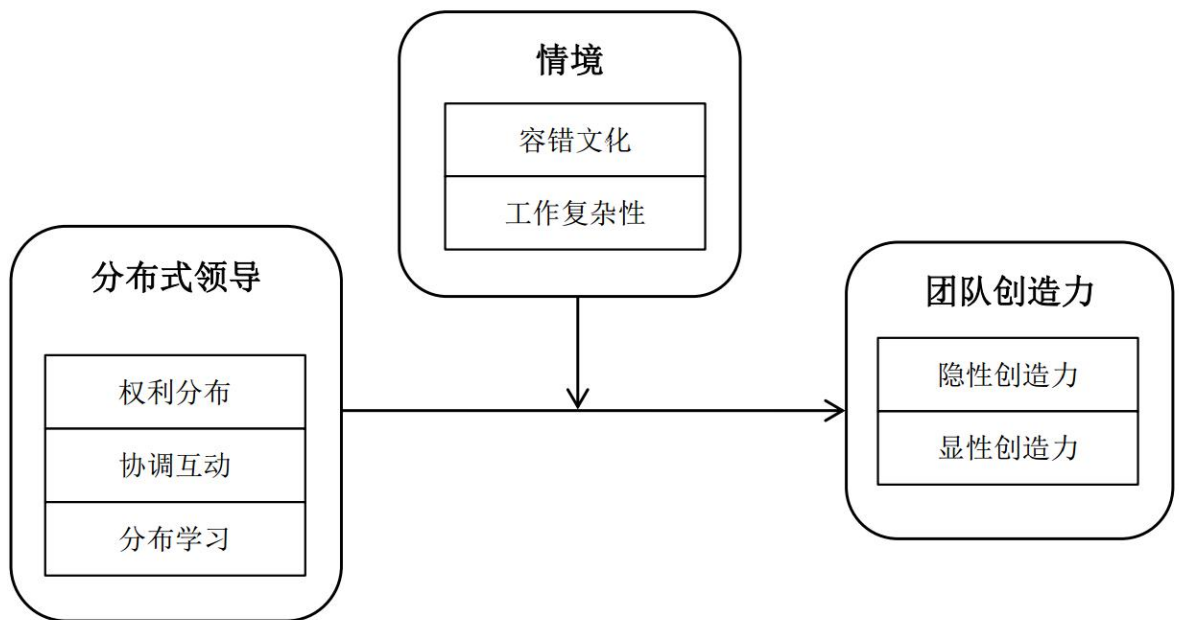 情境
容错文化
工作复杂性
分布式领导
权利分布
协调互动
分布学习
团队创造力
隐性创造力
显性创造力